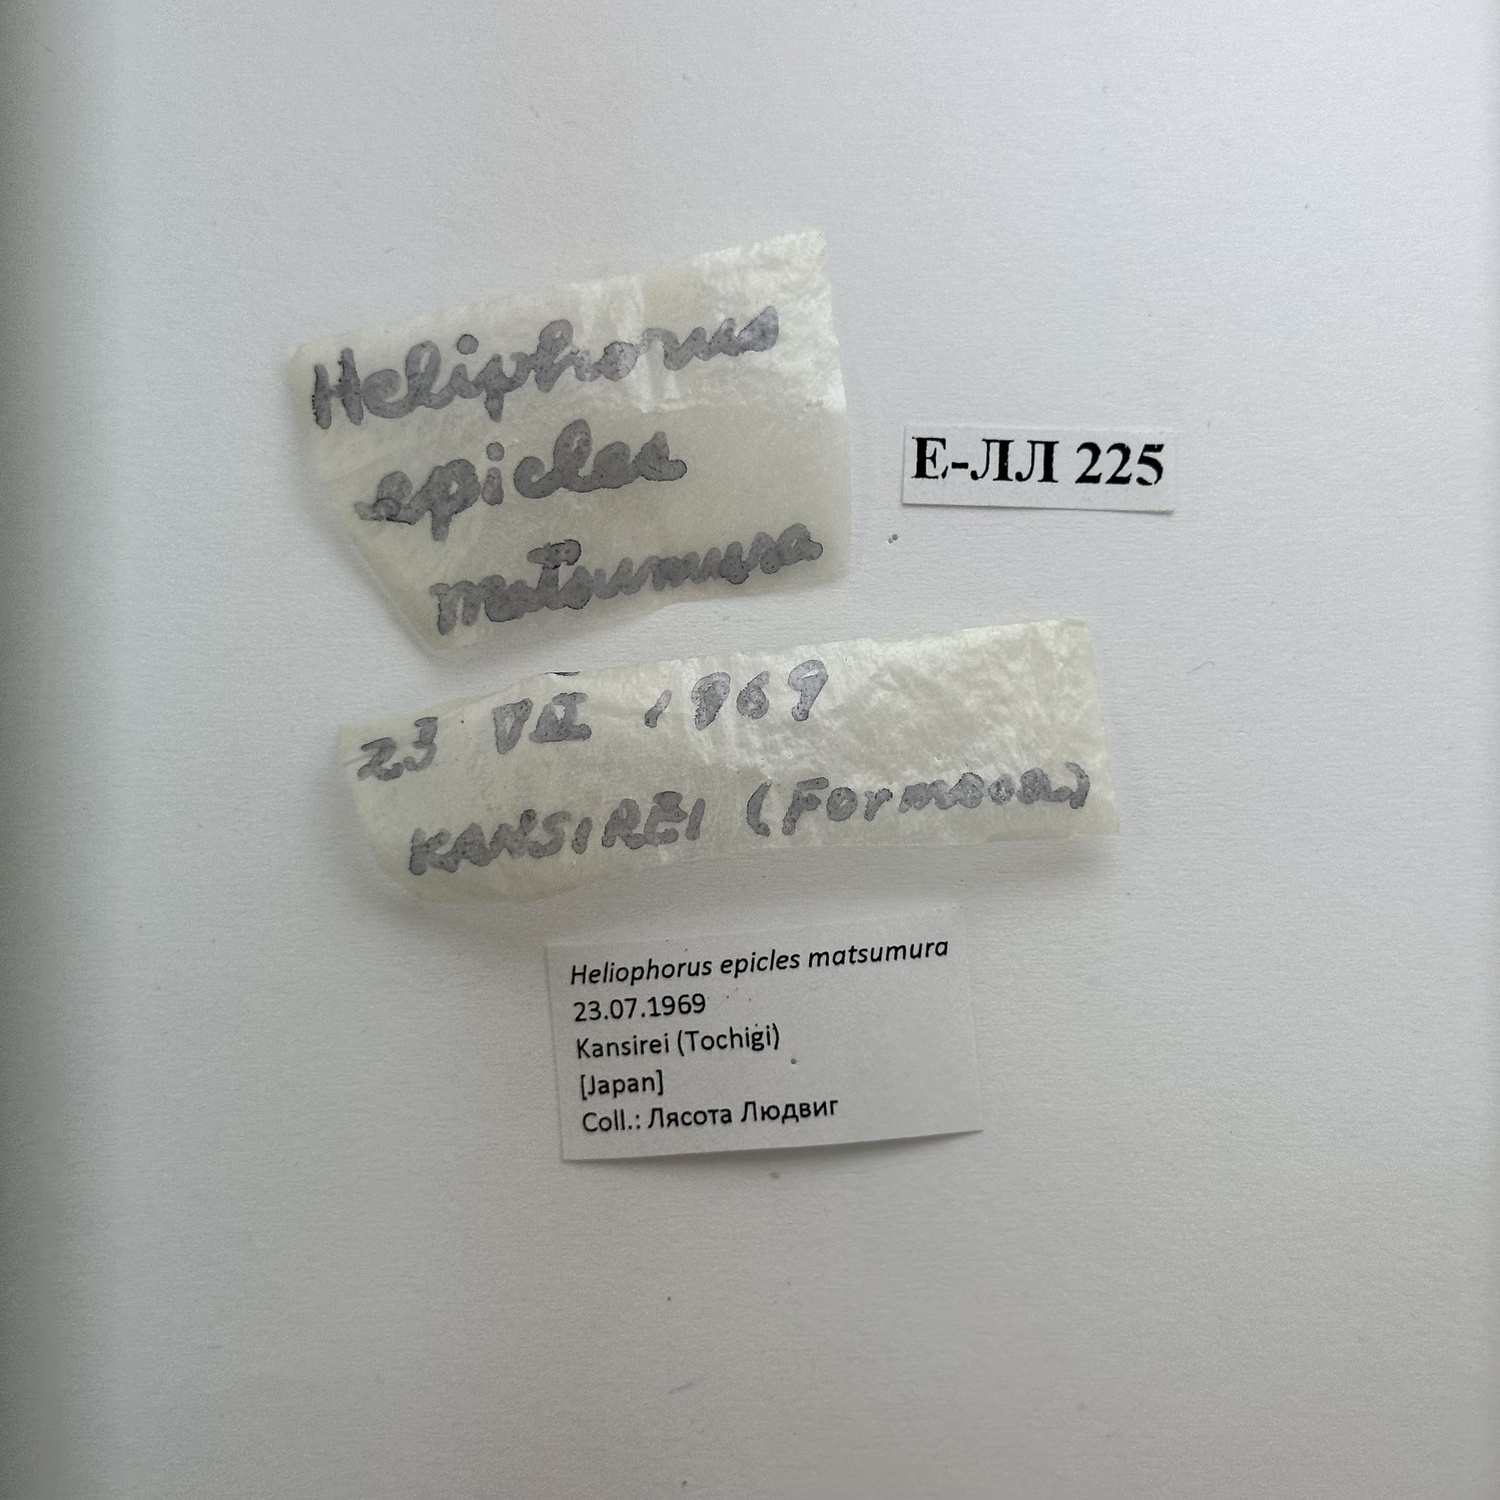 Heliphorus
epicles
matsumura
Е-ЛЛ 225
23 VII 1969
KANSIREI (Formosa)
Heliophorus epicles matsumura
23.07.1969
Kansirei (Tochigi)
[Japan]
Coll.: Лясота Людвиг